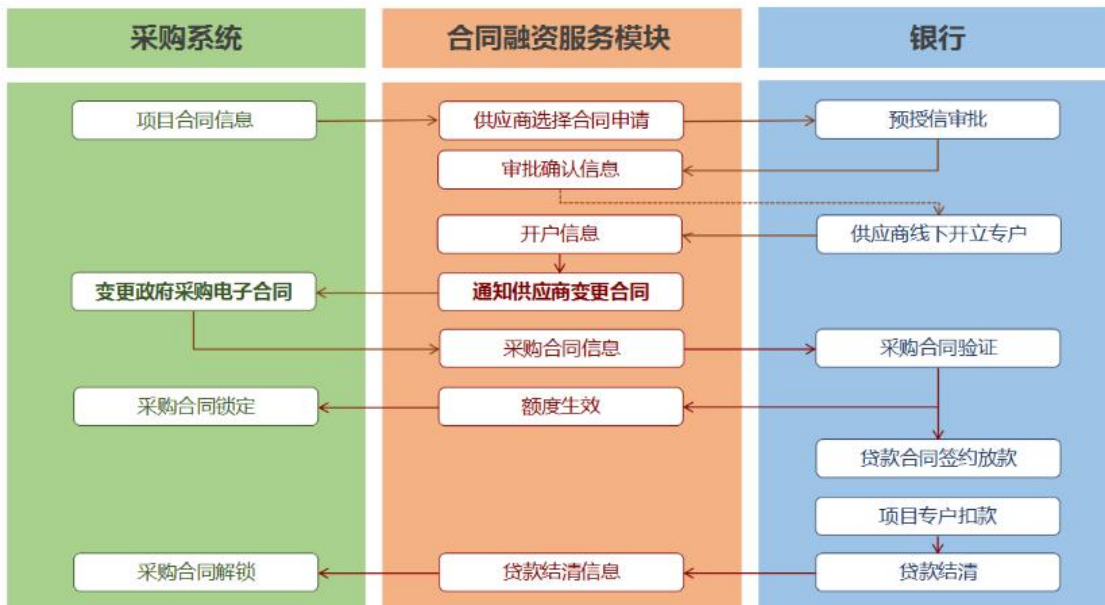 采购系统
合同融资服务模块
银行
项目合同信息
供应商选择合同申请
预授信审批
审批确认信息
开户信息
供应商线下开立专户
变更政府采购电子合同
通知供应商变更合同
采购合同信息
采购合同验证
采购合同锁定
额度生效
贷款合同签约放款
项目专户扣款
采购合同解锁
贷款结清信息
贷款结清